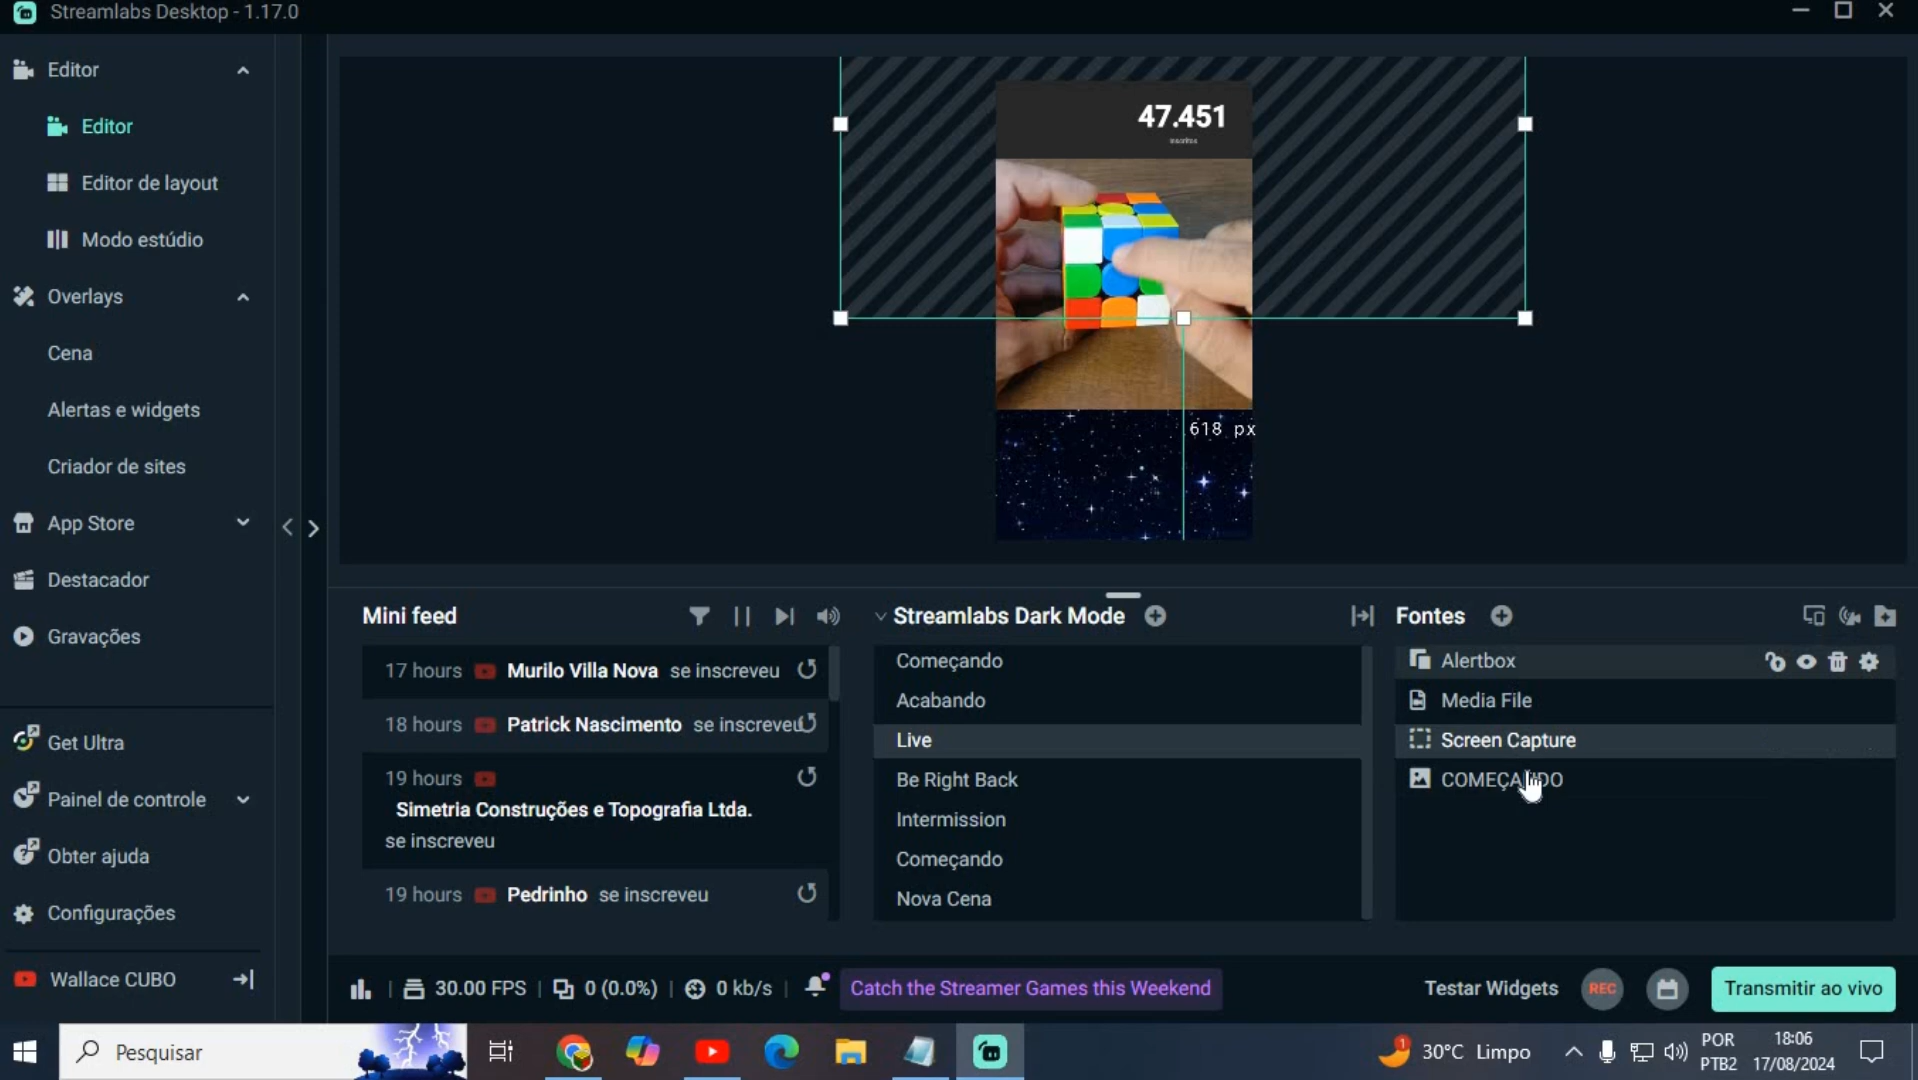 Streamlabs Desktop - 1.17.0
Editor
Editor
Editor de layout
Modo estúdio
Overlays
Cena
Alertas e widgets
Criador de sites
App Store
Destacador
Gravações
Get Ultra
Painel de controle
Obter ajuda
Configurações
Wallace CUBO
47.451
inscritos
618 px
Mini feed
17 hours Murilo Villa Nova se inscreveu
18 hours Patrick Nascimento se inscreveu
19 hours
Simetria Construções e Topografia Ltda.
se inscreveu
19 hours Pedrinho se inscreveu
Streamlabs Dark Mode
Começando
Acabando
Live
Be Right Back
Intermission
Começando
Nova Cena
Fontes
Alertbox
Media File
Screen Capture
COMEÇANDO
30.00 FPS
0 (0.0%)
0 kb/s
Catch the Streamer Games this Weekend
Testar Widgets
REC
Transmitir ao vivo
Pesquisar
1
30°C Limpo
POR
PTB2
18:06
17/08/2024